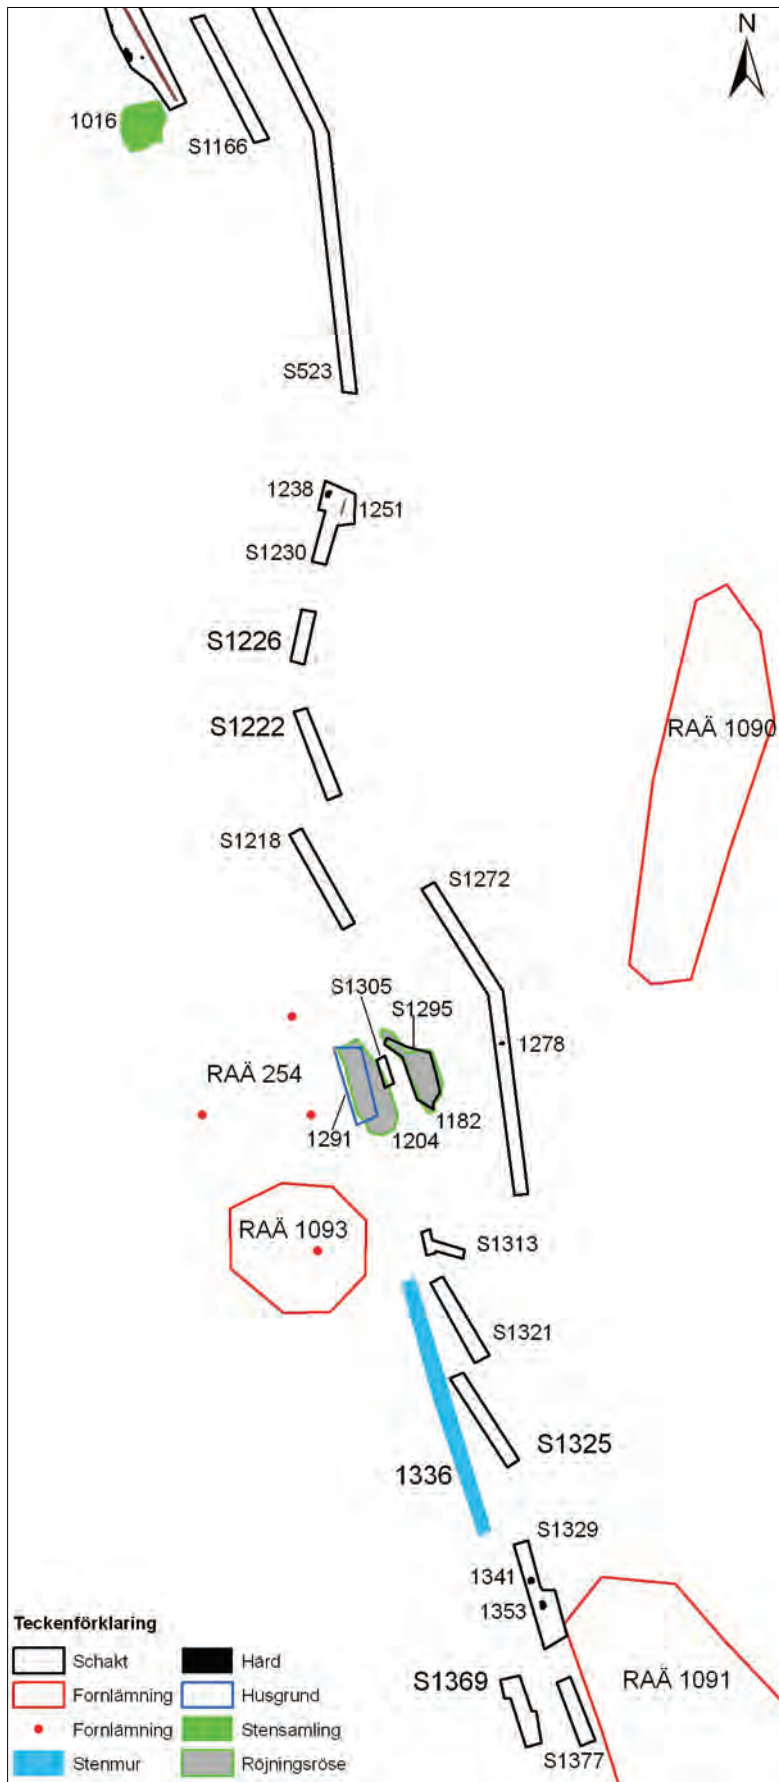 N
1016
S1166
S523
1238
1251
S1230
S1226
S1222
RAÄ 1090
S1218
S1272
S1305
S1295
1278
RAÄ 254
1182
1291
1204
RAÄ 1093
S1313
S1321
S1325
1336
S1329
1341
1353
RAÄ 1091
S1369
S1377
Teckenförklaring
Schakt Härd
Fornlämning Husgrund
Fornlämning Stensamling
Stenmur Röjningsröse